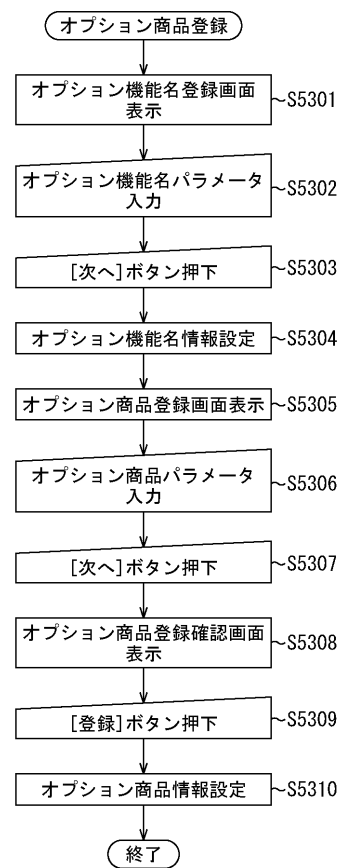 オプション商品登録
オプション機能名登録画面
表示
~S5301
オプション機能名パラメータ
入力
~S5302
[次へ]ボタン押下
~S5303
オプション機能名情報設定
~S5304
オプション商品登録画面表示
~S5305
オプション商品パラメータ
入力
~S5306
[次へ]ボタン押下
~S5307
オプション商品登録確認画面
表示
~S5308
[登録]ボタン押下
~S5309
オプション商品情報設定
~S5310
終了